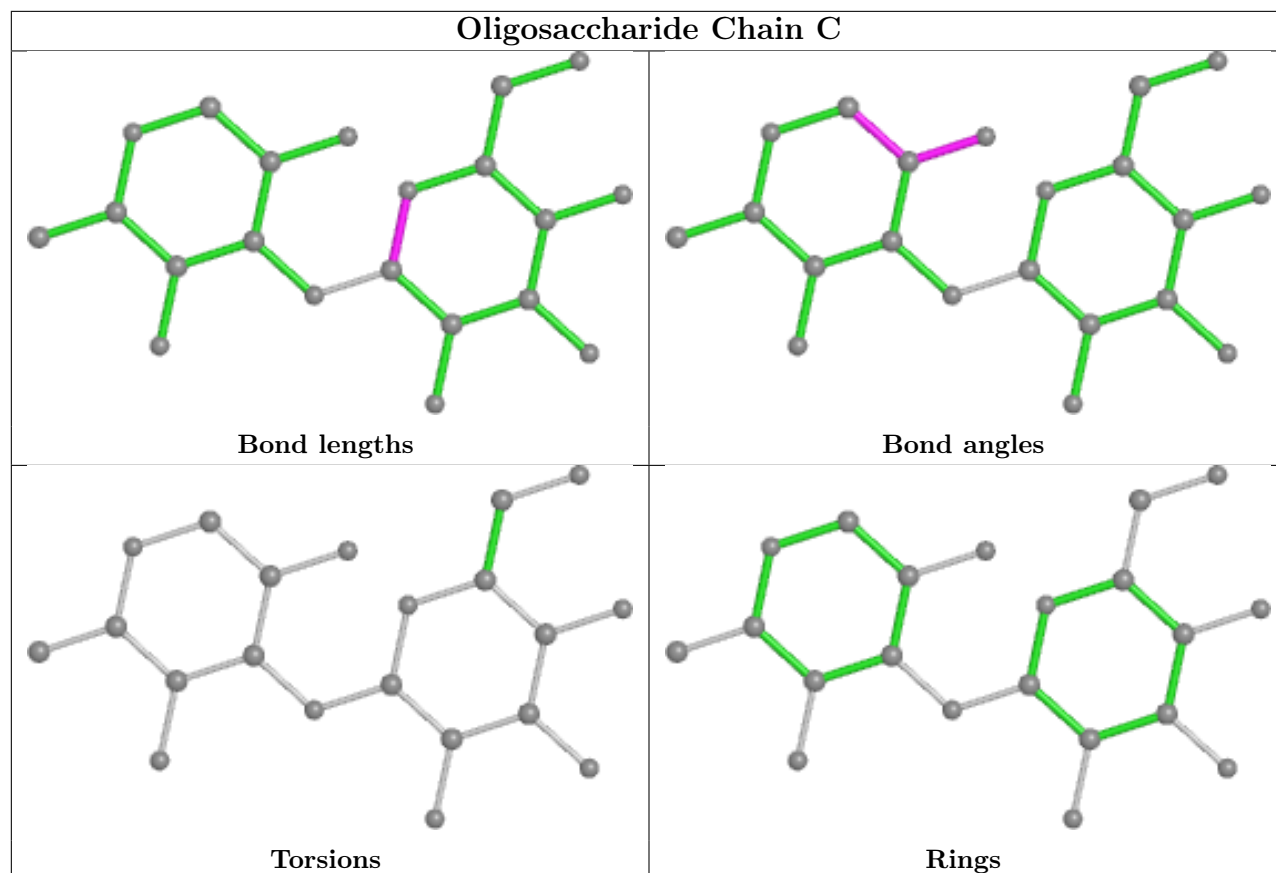 Oligosaccharide Chain C
Bond lengths
Bond angles
Torsions
Rings